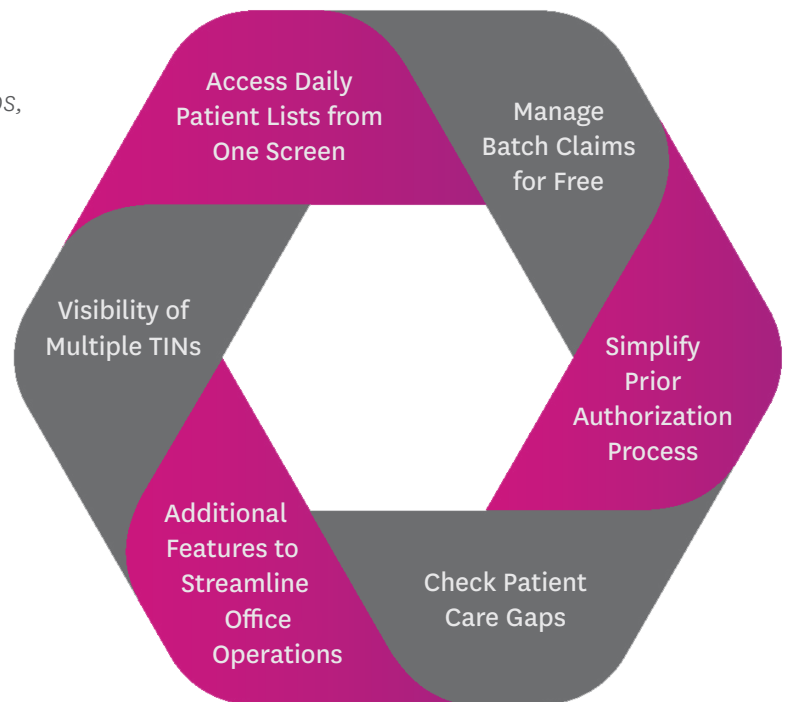 Access Daily
Patient Lists from
One Screen
Manage
Batch Claims
for Free
Simplify
Prior
Authorization
Process
Check Patient
Care Gaps
Additional
Features to
Streamline
Office
Operations
Visibility of
Multiple TINs